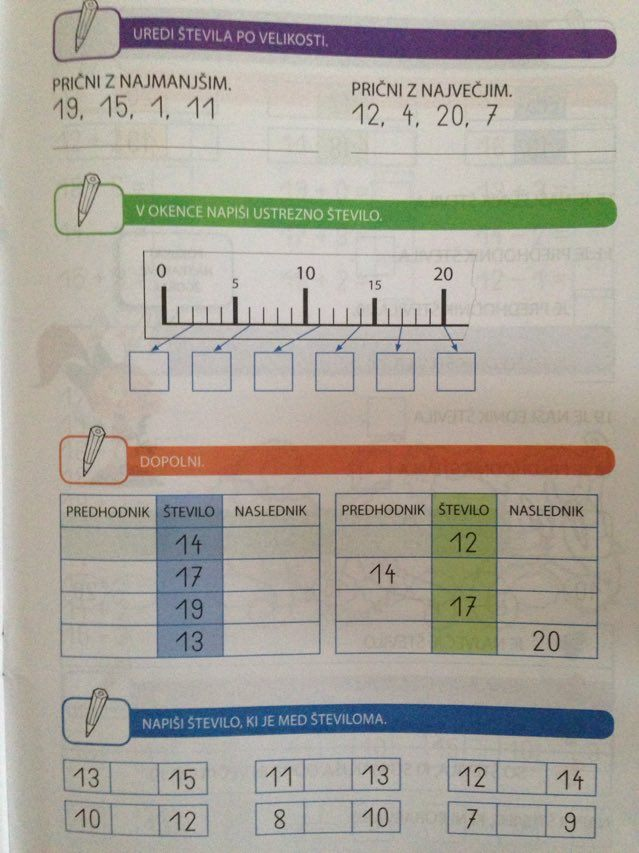 UREDI ŠTEVILA PO VELIKOSTI.
PRIČNI Z NAJMANJŠIM.
19, 15, 1, 11
PRIČNI Z NAJVEČJIM.
12, 4, 20, 7
V OKENCE NAPIŠI USTREZNO ŠTEVILO.
0 5 10 15 20
DOPOLNI.
PREDHODNIK ŠTEVILO NASLEDNIK
14
17
19
13
PREDHODNIK ŠTEVILO NASLEDNIK
12
14
17
20
NAPIŠI ŠTEVILO, KI JE MED ŠTEVILOMA.
13 15 11 13 12 14
10 12 8 10 7 9